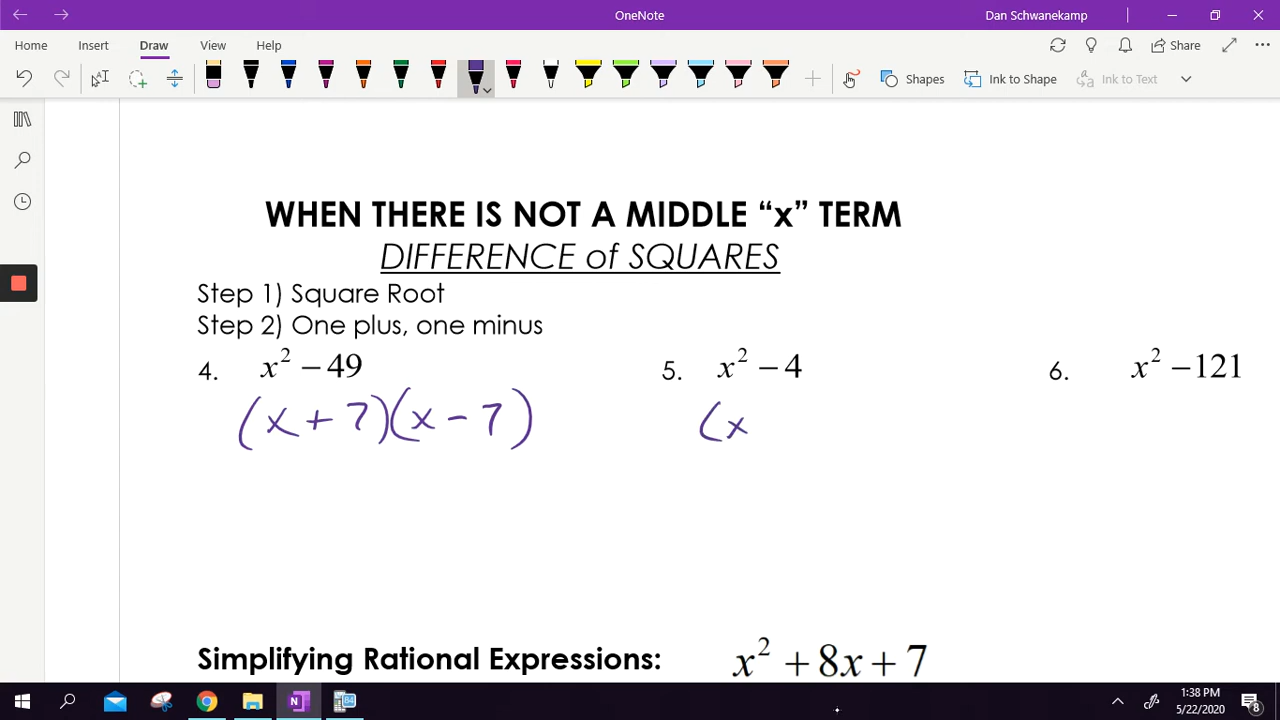 OneNote
Dan Schwanekamp
Home Insert Draw View Help
Share
Shapes Ink to Shape Ink to Text
WHEN THERE IS NOT A MIDDLE “x” TERM
DIFFERENCE of SQUARES
Step 1) Square Root
Step 2) One plus, one minus
4. x² − 49 5. x² − 4 6. x² − 121
(x + 7)(x − 7) (x
Simplifying Rational Expressions: x² + 8x + 7
1:38 PM
5/22/2020
8